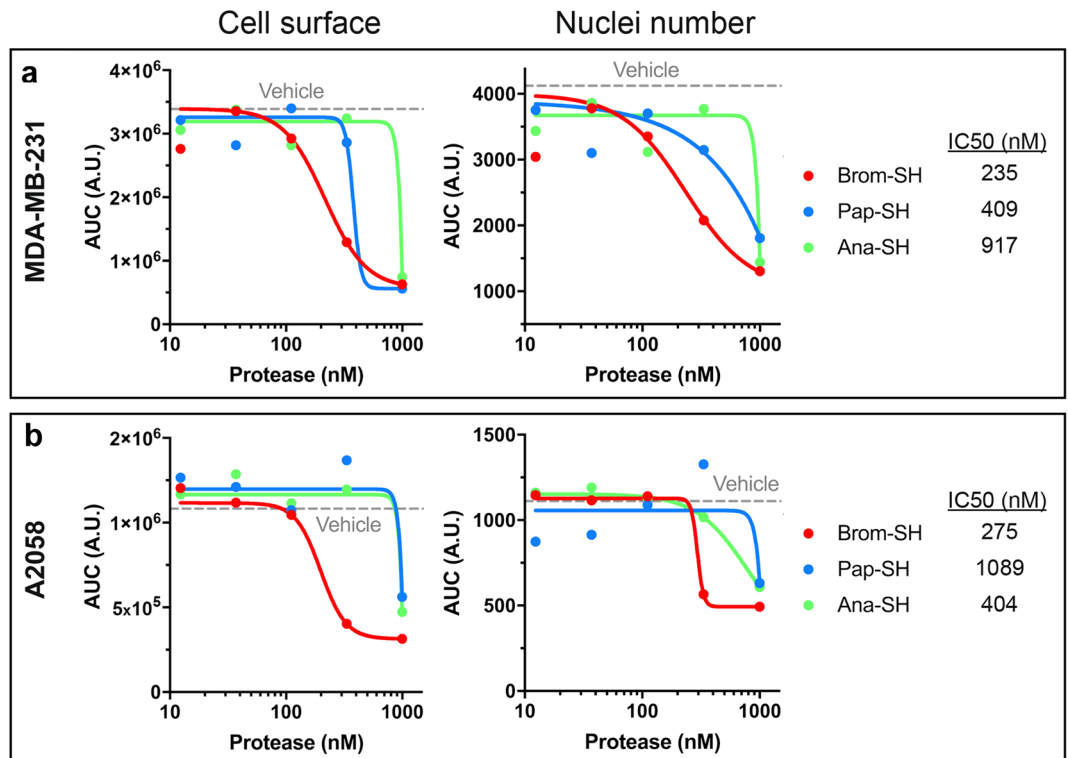 Cell surface Nuclei number
a
MDA-MB-231
AUC (A.U.)
4×10⁶
3×10⁶
2×10⁶
1×10⁶
0
Vehicle
10 100 1000
Protease (nM)
AUC (A.U.)
4000
3000
2000
1000
Vehicle
10 100 1000
Protease (nM)
IC50 (nM)
Brom-SH 235
Pap-SH 409
Ana-SH 917
b
A2058
AUC (A.U.)
2×10⁶
1×10⁶
5×10⁵
0
Vehicle
10 100 1000
Protease (nM)
AUC (A.U.)
1500
1000
500
0
Vehicle
10 100 1000
Protease (nM)
IC50 (nM)
Brom-SH 275
Pap-SH 1089
Ana-SH 404